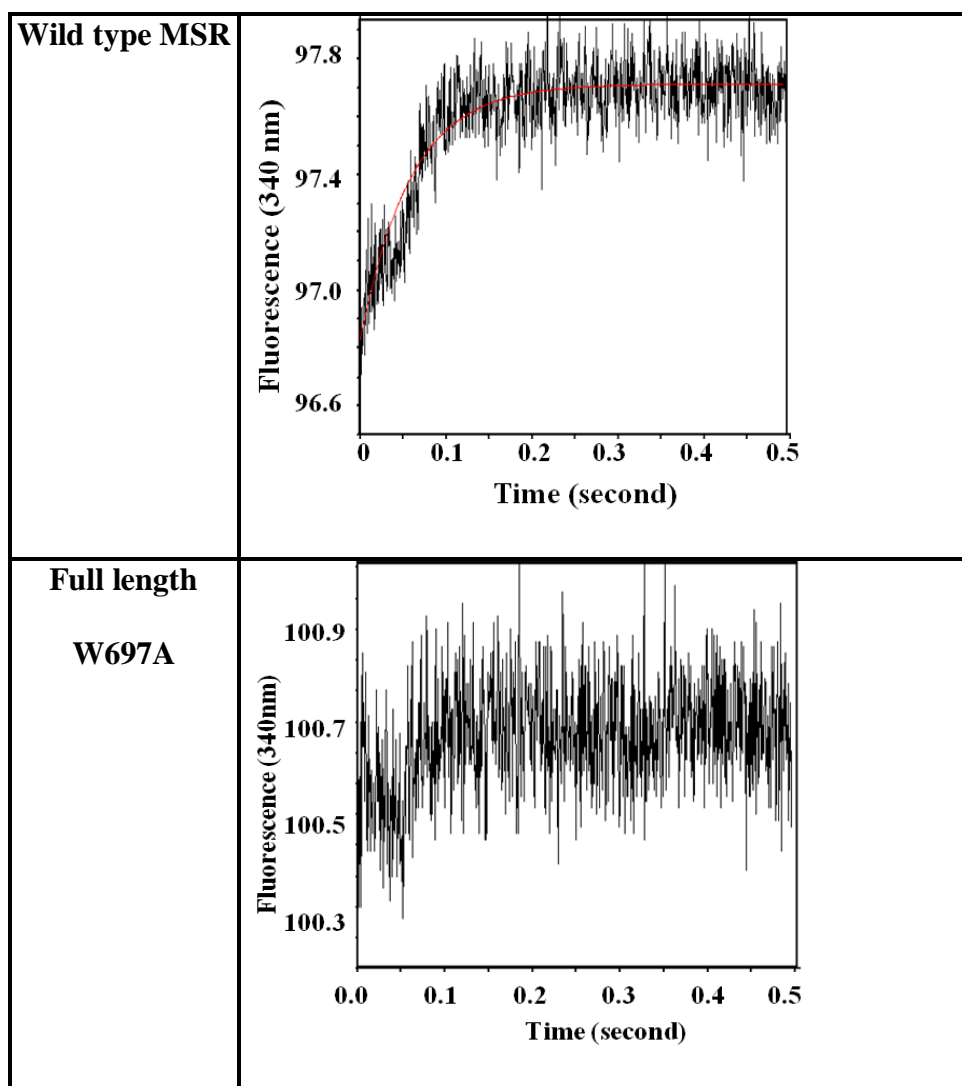 Wild type MSR
Fluorescence (340 nm)
97.8
97.4
97.0
96.6
0 0.1 0.2 0.3 0.4 0.5
Time (second)
Full length
W697A
Fluorescence (340nm)
100.9
100.7
100.5
100.3
0.0 0.1 0.2 0.3 0.4 0.5
Time (second)